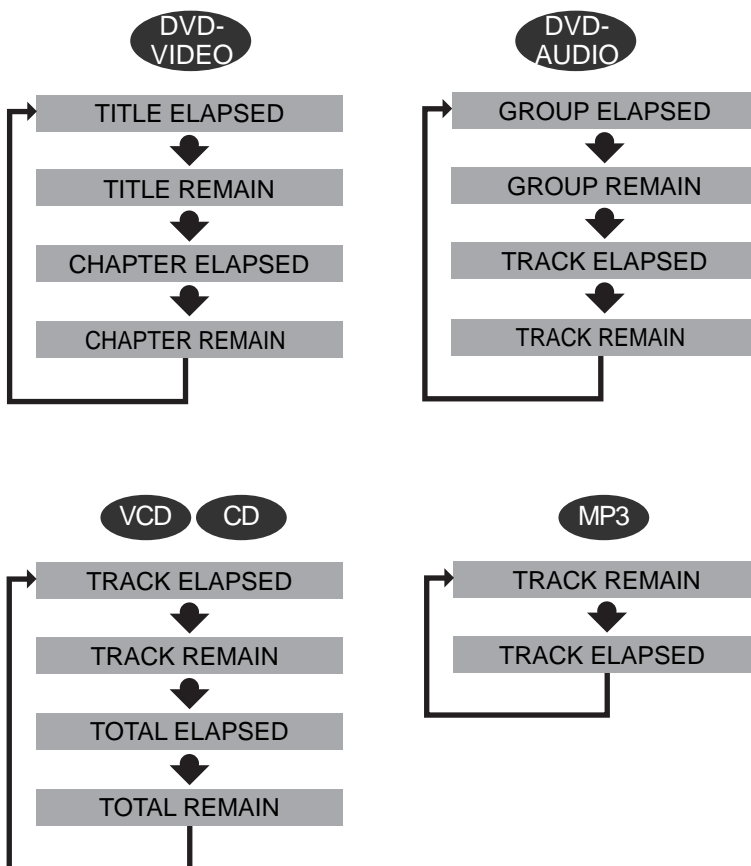 DVD-
VIDEO
TITLE ELAPSED
TITLE REMAIN
CHAPTER ELAPSED
CHAPTER REMAIN
DVD-
AUDIO
GROUP ELAPSED
GROUP REMAIN
TRACK ELAPSED
TRACK REMAIN
VCD CD
TRACK ELAPSED
TRACK REMAIN
TOTAL ELAPSED
TOTAL REMAIN
MP3
TRACK REMAIN
TRACK ELAPSED